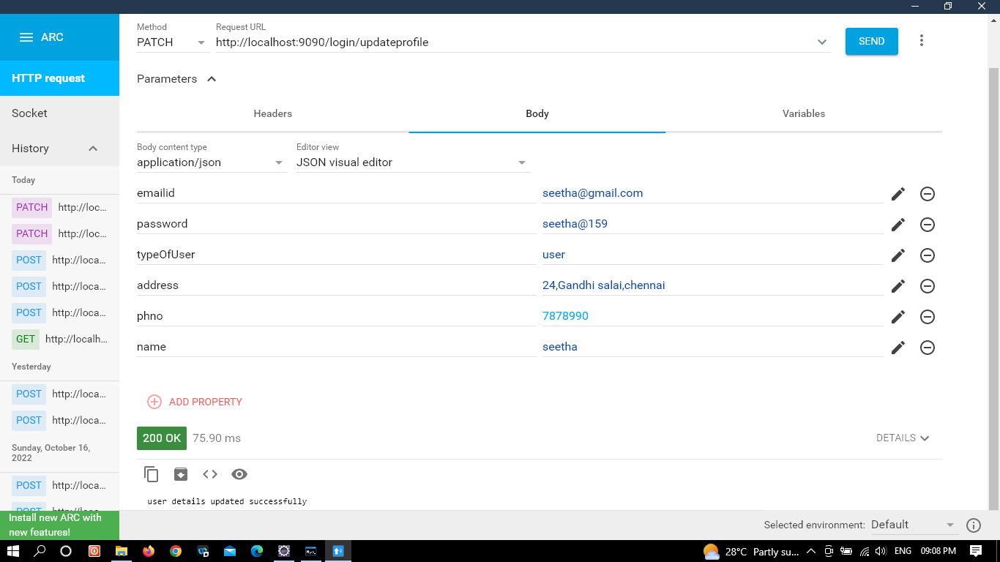 ARC
HTTP request
Socket
History
Today
PATCH http://loc...
PATCH http://loc...
POST http://loca...
POST http://loca...
POST http://loca...
GET http://localh...
Yesterday
POST http://loca...
POST http://loca...
Sunday, October 16,
2022
POST http://loca...
POST http://loca...
Install new ARC with
new features!
Method
PATCH
Request URL
http://localhost:9090/login/updateprofile
SEND
Parameters
Headers
Body
Variables
Body content type
application/json
Editor view
JSON visual editor
emailid seetha@gmail.com
password seetha@159
typeOfUser user
address 24,Gandhi salai,chennai
phno 7878990
name seetha
ADD PROPERTY
200 OK 75.90 ms
DETAILS
user details updated successfully
Selected environment: Default
28°C Partly su... ENG 09:08 PM